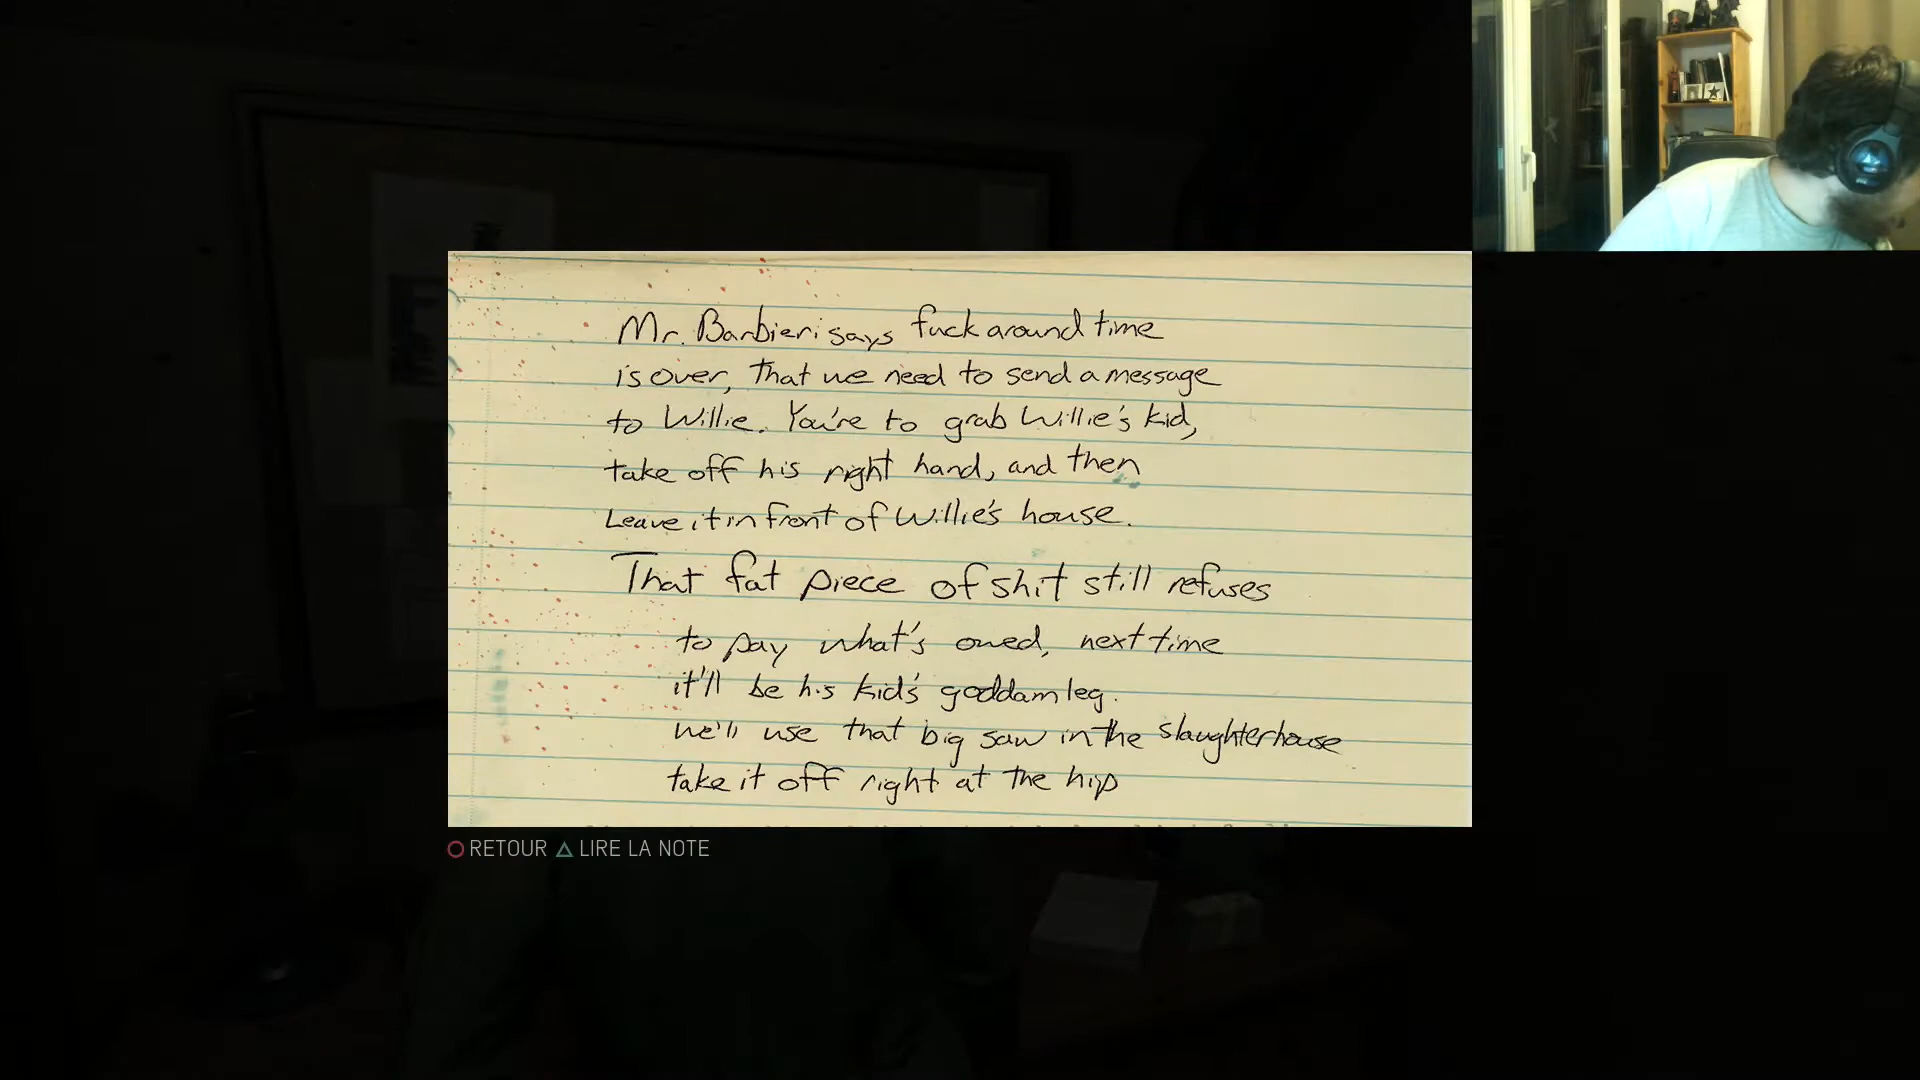 Mr. Barbieri says fuck around time
is over, that we need to send a message
to Willie. You're to grab Willie's kid,
take off his right hand, and then
Leave it in front of Willie's house.
That fat piece of shit still refuses
to pay what's owed, next time
it'll be his kid's goddam leg.
we'll use that big saw in the slaughterhouse
take it off right at the hip
RETOUR LIRE LA NOTE